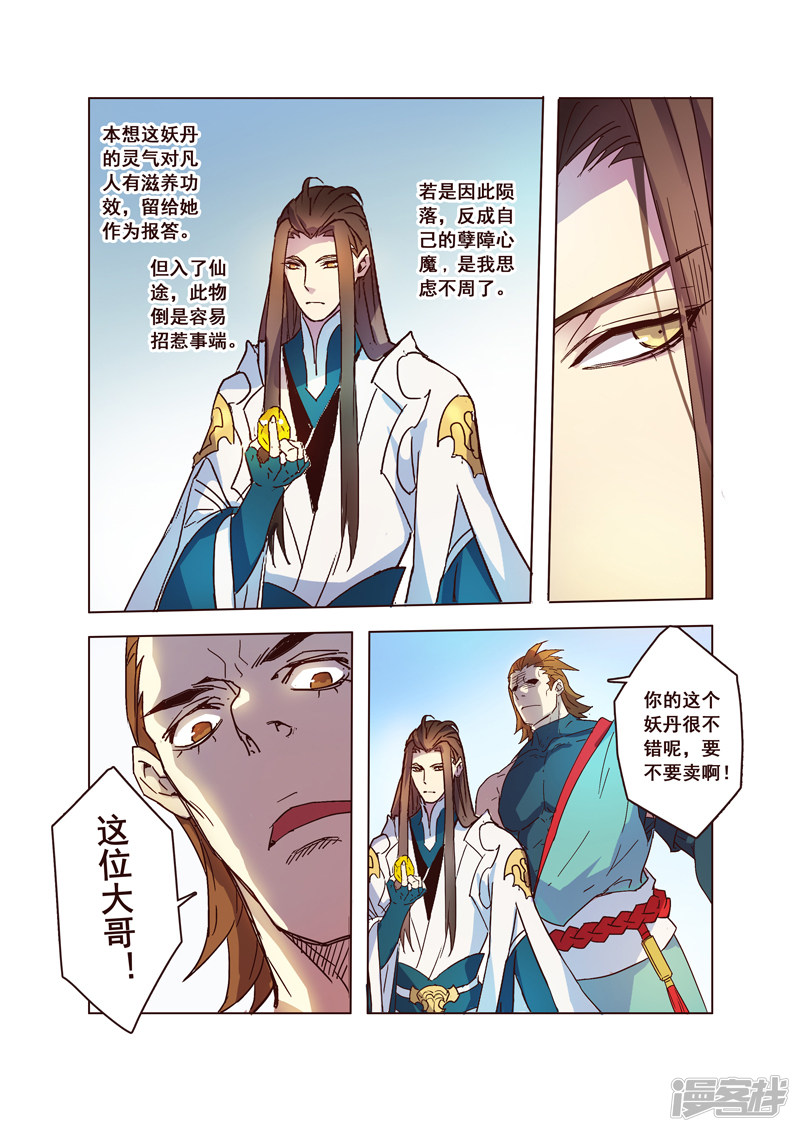 本想这妖丹
的灵气对凡
人有滋养功
效，留给她
作为报答。
但入了仙
途，此物
倒是容易
招惹事端。
若是因此陨
落，反成自
己的孽障心
魔，是我思
虑不周了。
这位大哥！
你的这个
妖丹很不
错呢，要
不要卖啊！
漫客栈